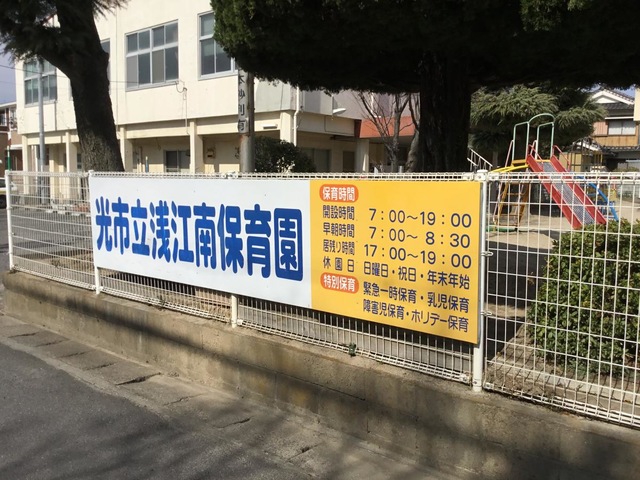 光市立浅江南保育園
保育時間
開設時間 7:00～19:00
早朝時間 7:00～ 8:30
居残り時間 17:00～19:00
休園日 日曜日・祝日・年末年始
特別保育 緊急一時保育・乳児保育
障害児保育・ホリデー保育